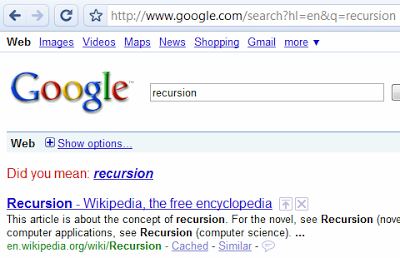 http://www.google.com/search?hl=en&q=recursion
Web Images Videos Maps News Shopping Gmail more ▼
Google™ recursion
Web Show options...
Did you mean: recursion
Recursion - Wikipedia, the free encyclopedia
This article is about the concept of recursion. For the novel, see Recursion (nove
computer applications, see Recursion (computer science). ...
en.wikipedia.org/wiki/Recursion - Cached - Similar -